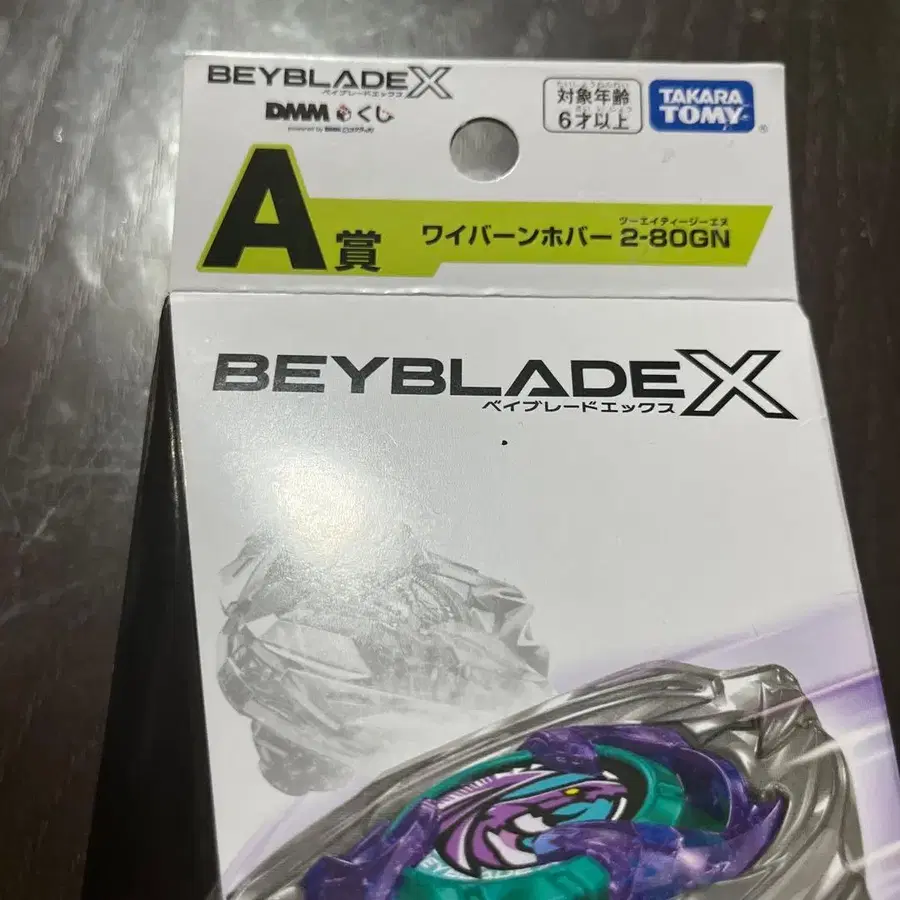 BEYBLADE X
ベイブレードエックス
DMMくじ
たいしょうねんれい
対象年齢
6才以上
TAKARA
TOMY
®
A賞
ツーエイティージーエヌ
ワイバーンホバー 2-80GN
BEYBLADE X
ベイブレードエックス